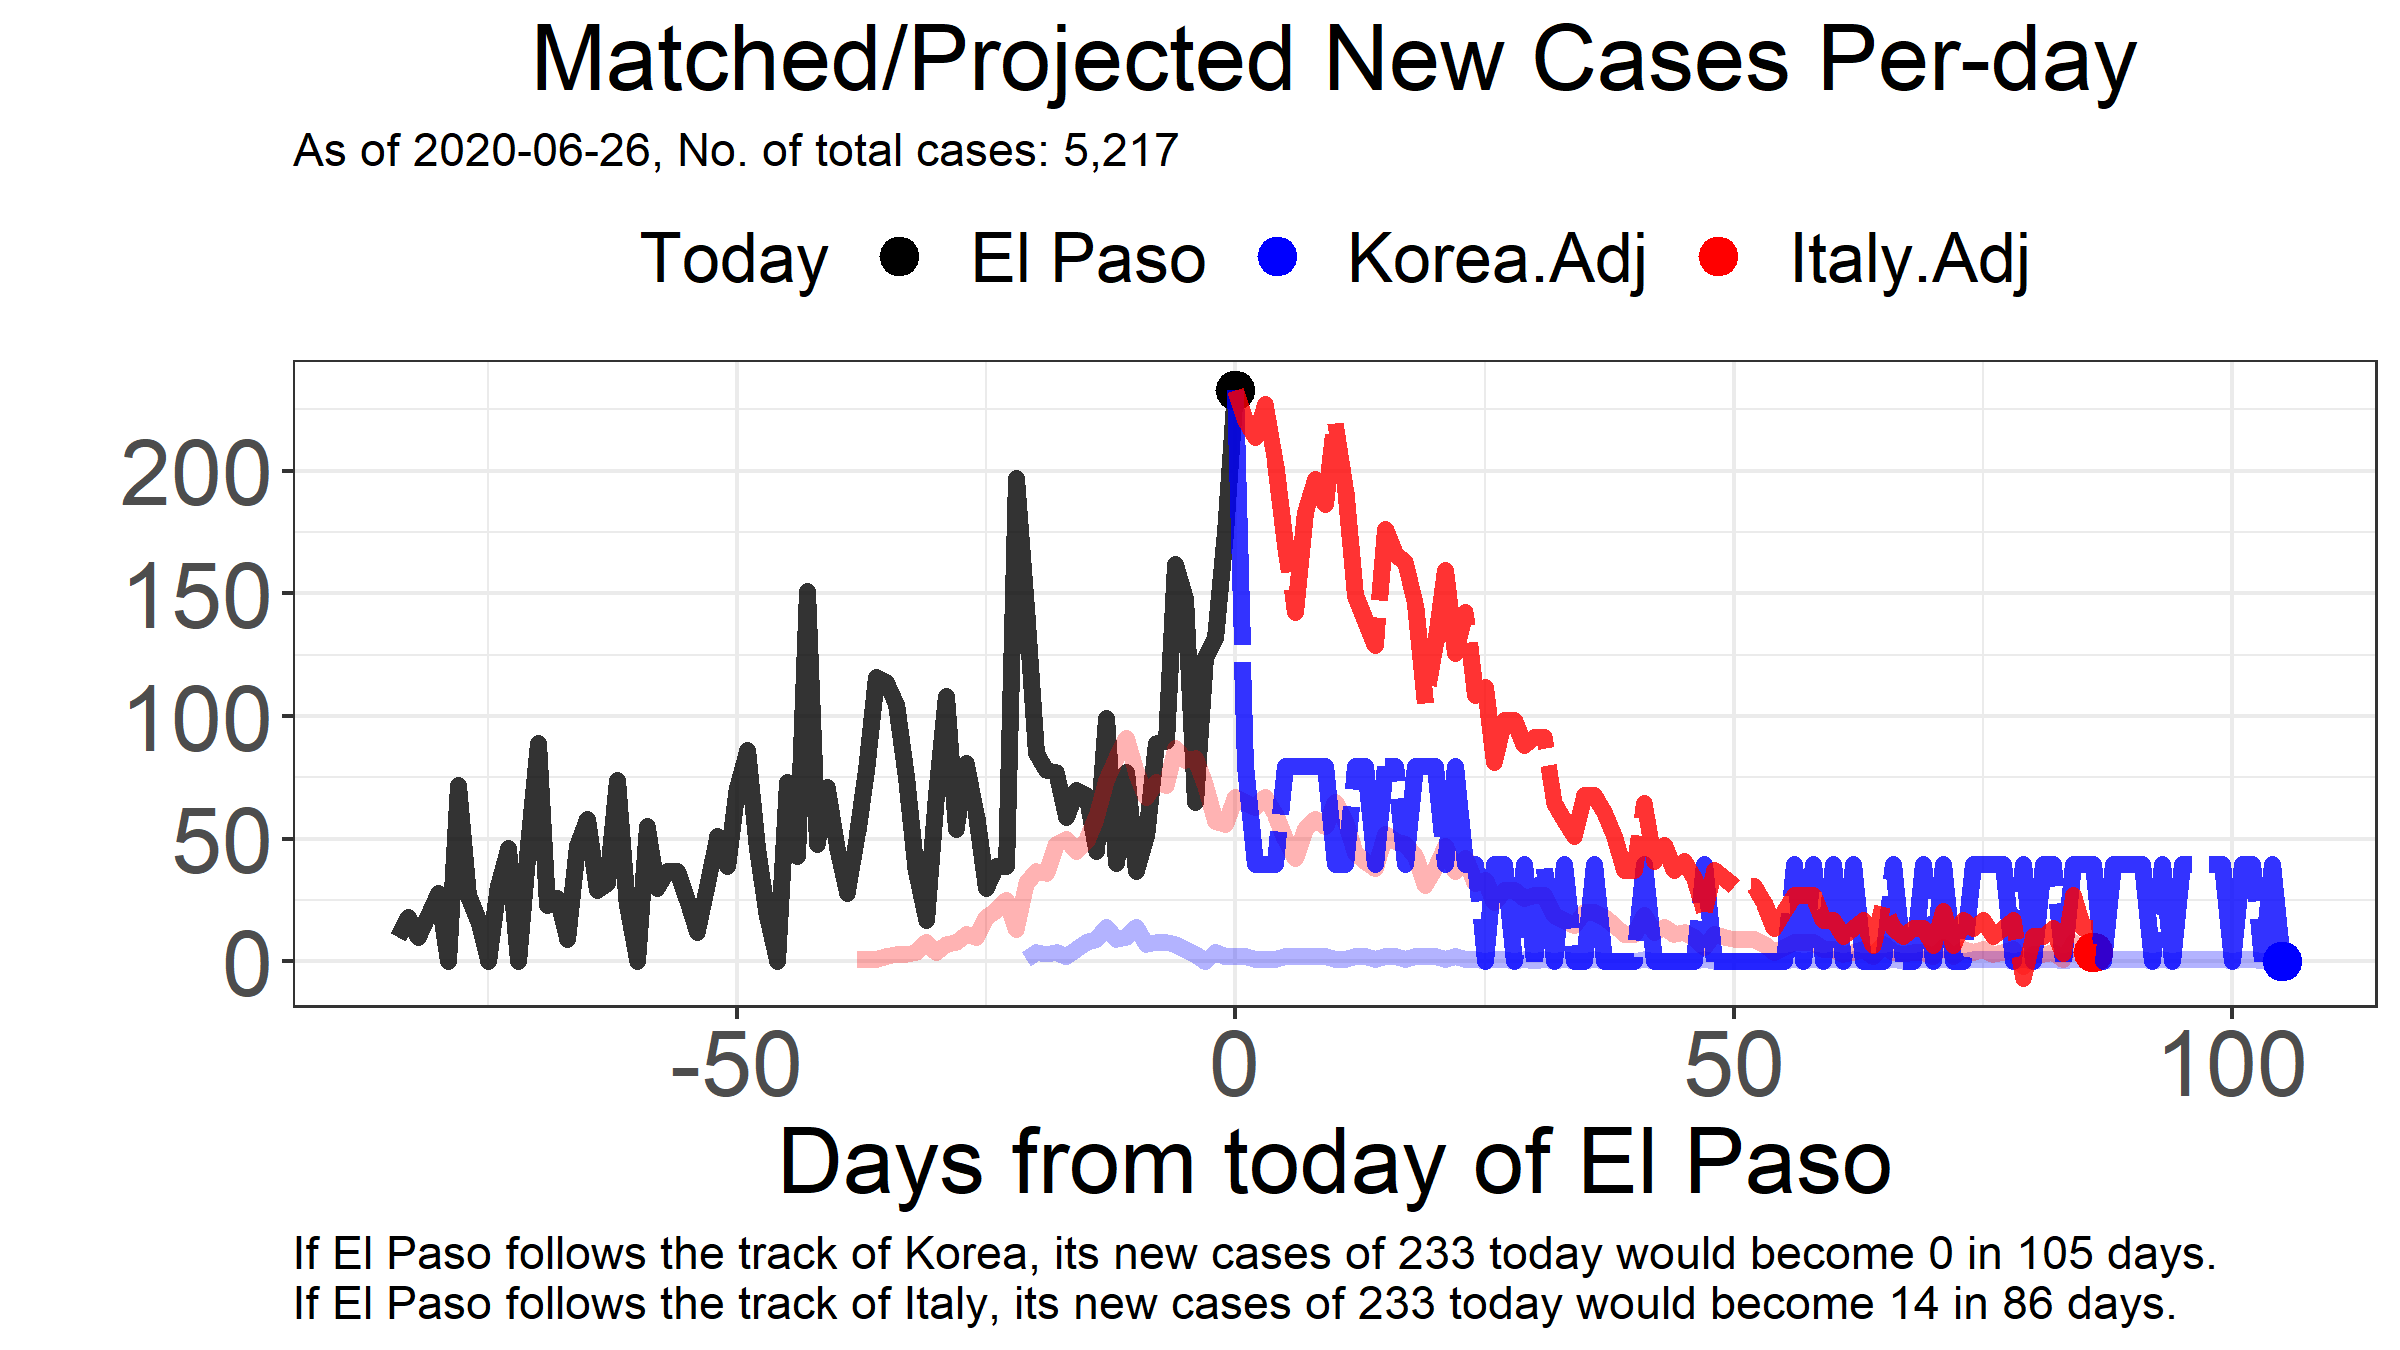 Matched/Projected New Cases Per-day
As of 2020-06-26, No. of total cases: 5,217
Today El Paso Korea.Adj Italy.Adj
200
150
100
50
0
-50 0 50 100
Days from today of El Paso
If El Paso follows the track of Korea, its new cases of 233 today would become 0 in 105 days.
If El Paso follows the track of Italy, its new cases of 233 today would become 14 in 86 days.